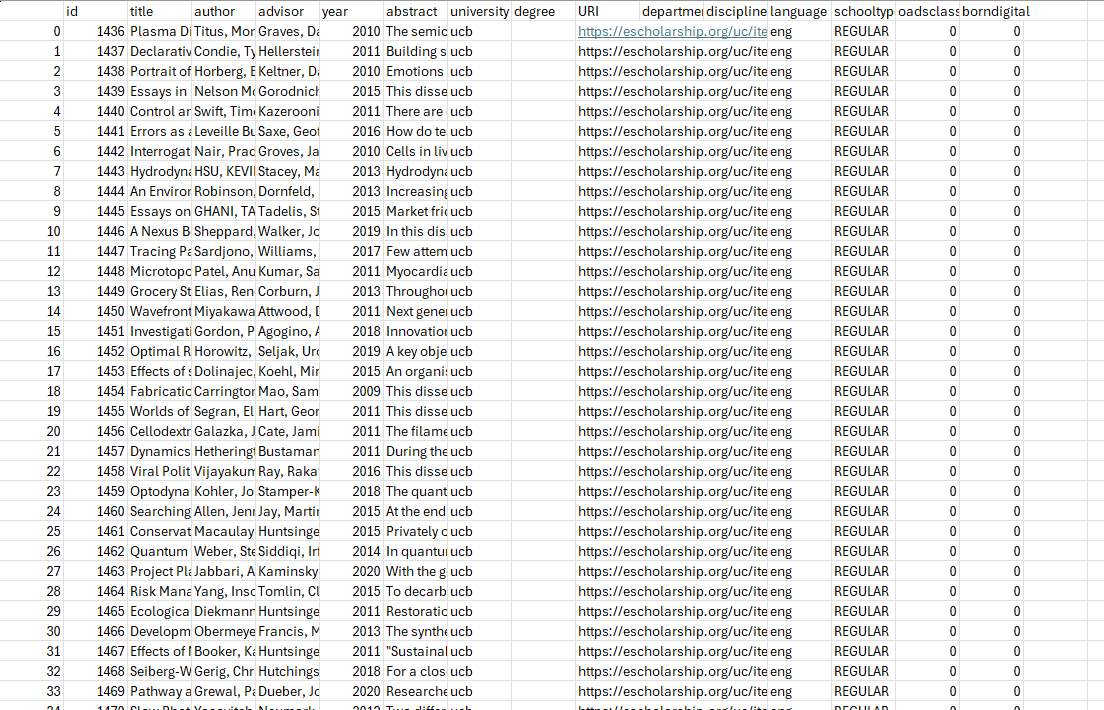 id title author advisor year abstract university degree URI departme discipline language schooltyp oadsclass borndigital
0 1436 Plasma Di Titus, Mor Graves, Da 2010 The semic ucb https://escholarship.org/uc/ite eng REGULAR 0 0
1 1437 Declarativ Condie, Ty Hellerstein 2011 Building s ucb https://escholarship.org/uc/ite eng REGULAR 0 0
2 1438 Portrait of Horberg, E Keltner, Da 2010 Emotions ucb https://escholarship.org/uc/ite eng REGULAR 0 0
3 1439 Essays in Nelson Mo Gorodnich 2015 This disse ucb https://escholarship.org/uc/ite eng REGULAR 0 0
4 1440 Control ar Swift, Timo Kazerooni 2011 There are ucb https://escholarship.org/uc/ite eng REGULAR 0 0
5 1441 Errors as a Leveille Bu Saxe, Geof 2016 How do te ucb https://escholarship.org/uc/ite eng REGULAR 0 0
6 1442 Interrogat Nair, Prac Groves, Ja 2010 Cells in liv ucb https://escholarship.org/uc/ite eng REGULAR 0 0
7 1443 Hydrodyna HSU, KEVI Stacey, Ma 2013 Hydrodyna ucb https://escholarship.org/uc/ite eng REGULAR 0 0
8 1444 An Environ Robinson, Dornfeld, 2013 Increasing ucb https://escholarship.org/uc/ite eng REGULAR 0 0
9 1445 Essays on GHANI, TA Tadelis, St 2015 Market fric ucb https://escholarship.org/uc/ite eng REGULAR 0 0
10 1446 A Nexus B Sheppard, Walker, Jo 2019 In this dis ucb https://escholarship.org/uc/ite eng REGULAR 0 0
11 1447 Tracing Pa Sardjono, Williams, 2017 Few attem ucb https://escholarship.org/uc/ite eng REGULAR 0 0
12 1448 Microtopo Patel, Anu Kumar, Sa 2011 Myocardia ucb https://escholarship.org/uc/ite eng REGULAR 0 0
13 1449 Grocery St Elias, Ren Corburn, J 2013 Throughou ucb https://escholarship.org/uc/ite eng REGULAR 0 0
14 1450 Wavefront Miyakawa Attwood, D 2011 Next gener ucb https://escholarship.org/uc/ite eng REGULAR 0 0
15 1451 Investigati Gordon, P Agogino, A 2018 Innovation ucb https://escholarship.org/uc/ite eng REGULAR 0 0
16 1452 Optimal R Horowitz, Seljak, Uro 2019 A key obje ucb https://escholarship.org/uc/ite eng REGULAR 0 0
17 1453 Effects of s Dolinajec, Koehl, Mir 2015 An organis ucb https://escholarship.org/uc/ite eng REGULAR 0 0
18 1454 Fabricatic Carrington Mao, Sam 2009 This disse ucb https://escholarship.org/uc/ite eng REGULAR 0 0
19 1455 Worlds of Segran, El Hart, Geor 2011 This disse ucb https://escholarship.org/uc/ite eng REGULAR 0 0
20 1456 Cellodextr Galazka, J Cate, Jami 2011 The filame ucb https://escholarship.org/uc/ite eng REGULAR 0 0
21 1457 Dynamics Hethering Bustaman 2011 During the ucb https://escholarship.org/uc/ite eng REGULAR 0 0
22 1458 Viral Polit Vijayakum Ray, Raka 2016 This disse ucb https://escholarship.org/uc/ite eng REGULAR 0 0
23 1459 Optodyna Kohler, Jo Stamper-K 2018 The quant ucb https://escholarship.org/uc/ite eng REGULAR 0 0
24 1460 Searching Allen, Jenr Jay, Martin 2015 At the end ucb https://escholarship.org/uc/ite eng REGULAR 0 0
25 1461 Conservat Macaulay Huntsinge 2015 Privately o ucb https://escholarship.org/uc/ite eng REGULAR 0 0
26 1462 Quantum Weber, Ste Siddiqi, Irf 2014 In quantur ucb https://escholarship.org/uc/ite eng REGULAR 0 0
27 1463 Project Pla Jabbari, A Kaminsky 2020 With the g ucb https://escholarship.org/uc/ite eng REGULAR 0 0
28 1464 Risk Mana Yang, Inso Tomlin, Cl 2015 To decarb ucb https://escholarship.org/uc/ite eng REGULAR 0 0
29 1465 Ecologica Diekmann Huntsinge 2011 Restoratic ucb https://escholarship.org/uc/ite eng REGULAR 0 0
30 1466 Developm Obermeye Francis, M 2013 The synthe ucb https://escholarship.org/uc/ite eng REGULAR 0 0
31 1467 Effects of Booker, Ka Huntsinge 2011 "Sustainal ucb https://escholarship.org/uc/ite eng REGULAR 0 0
32 1468 Seiberg-W Gerig, Chr Hutchings 2018 For a clos ucb https://escholarship.org/uc/ite eng REGULAR 0 0
33 1469 Pathway a Grewal, Pa Dueber, Jo 2020 Researche ucb https://escholarship.org/uc/ite eng REGULAR 0 0